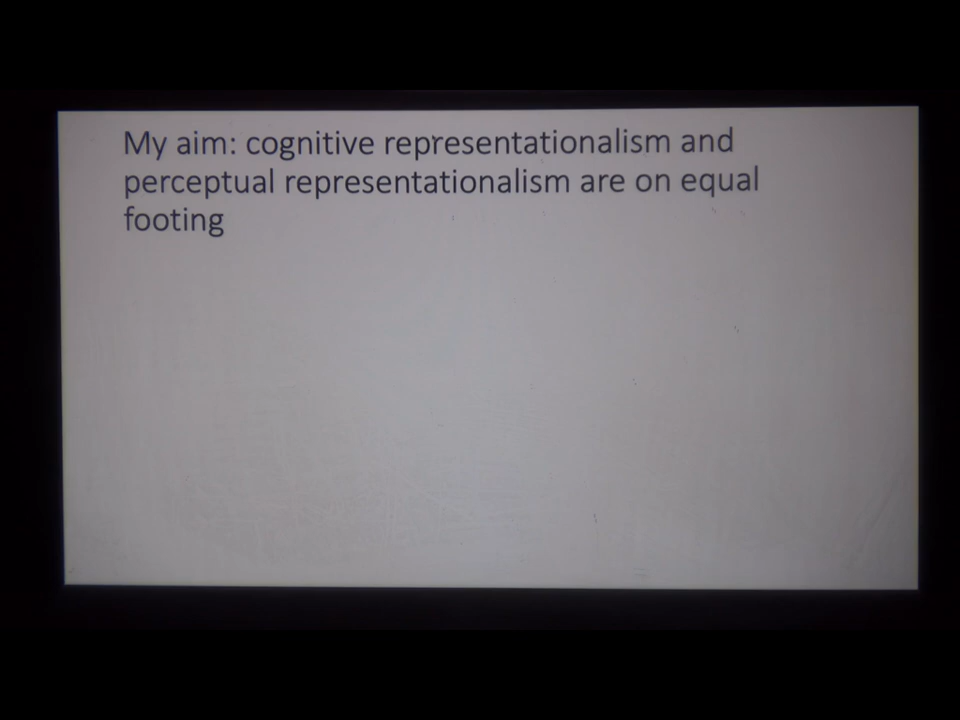 My aim: cognitive representationalism and
perceptual representationalism are on equal
footing